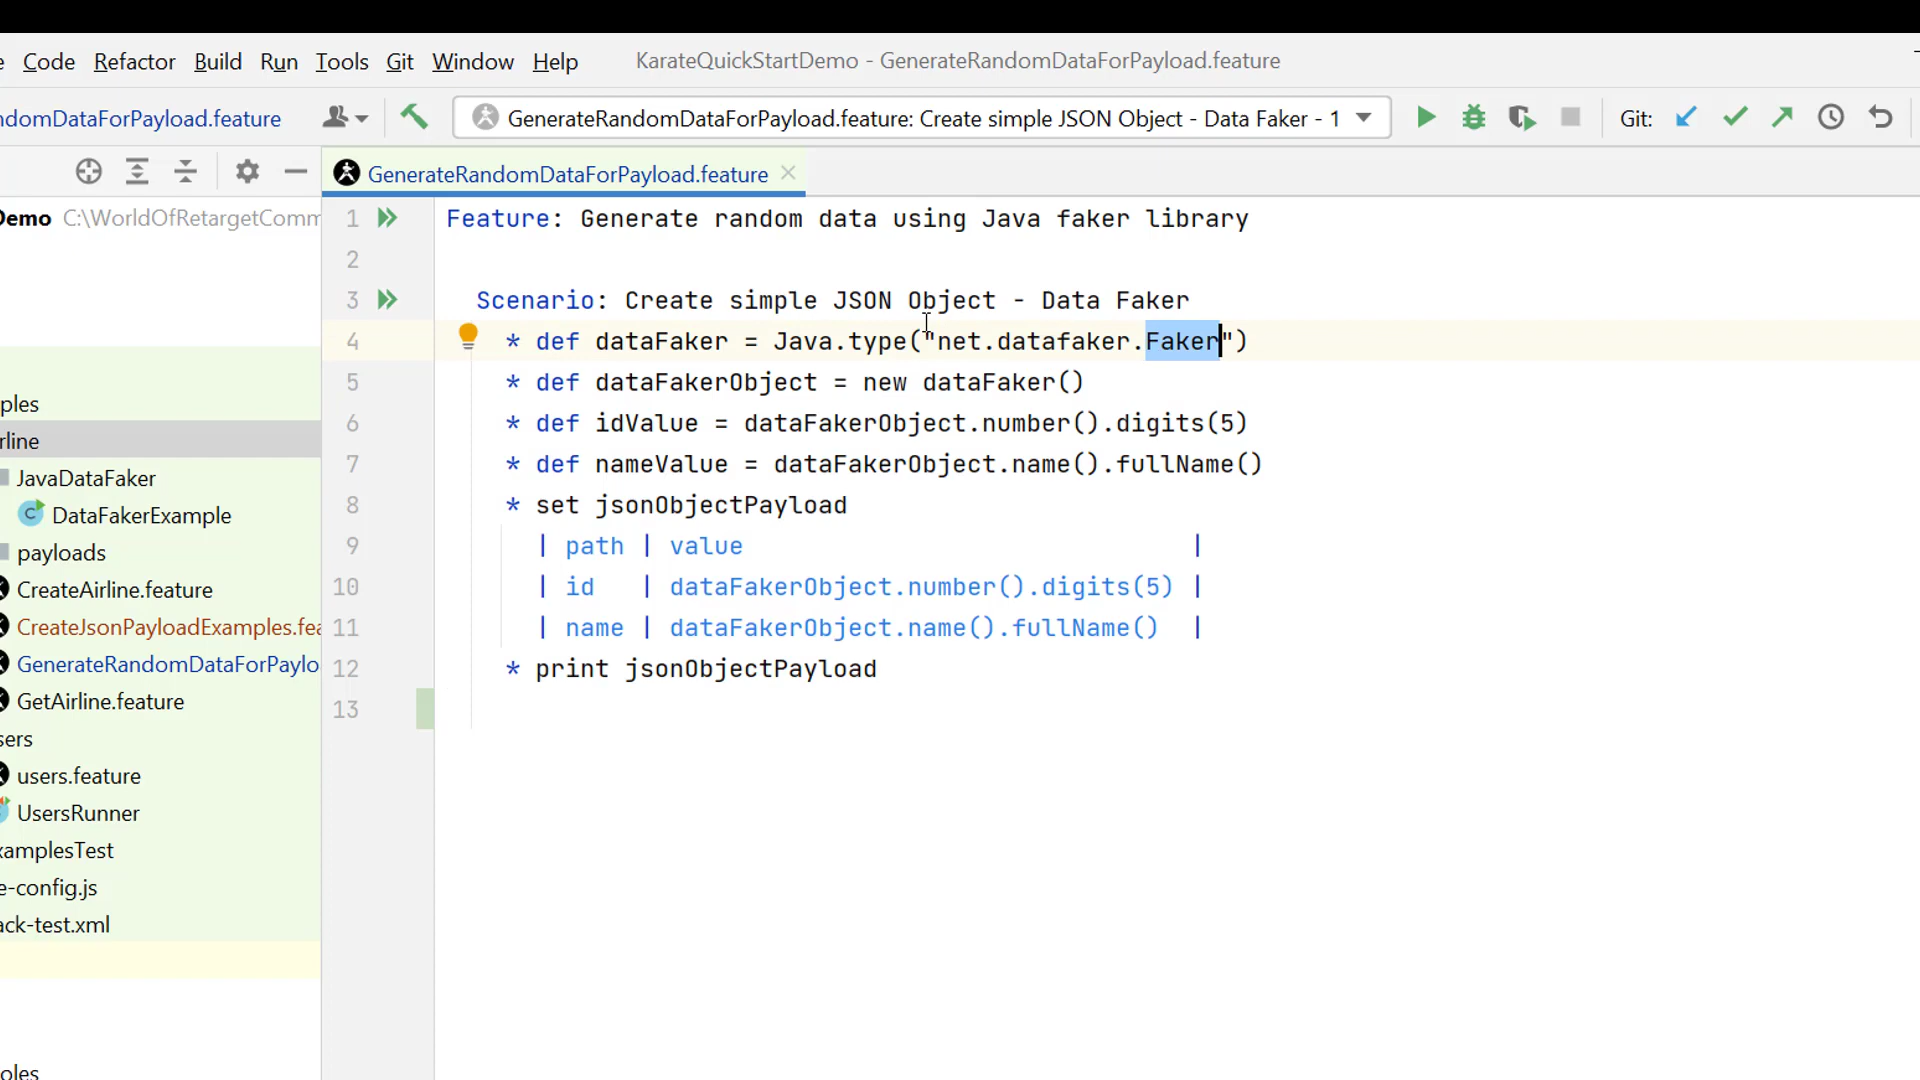 e Code Refactor Build Run Tools Git Window Help KarateQuickStartDemo - GenerateRandomDataForPayload.feature
ndomDataForPayload.feature GenerateRandomDataForPayload.feature: Create simple JSON Object - Data Faker - 1 Git:
GenerateRandomDataForPayload.feature
Demo C:\WorldOfRetargetComm
ples
rline
JavaDataFaker
DataFakerExample
payloads
CreateAirline.feature
CreateJsonPayloadExamples.fea
GenerateRandomDataForPaylo
GetAirline.feature
sers
users.feature
UsersRunner
xamplesTest
e-config.js
ack-test.xml
oles
1 Feature: Generate random data using Java faker library
2
3 Scenario: Create simple JSON Object - Data Faker
4 * def dataFaker = Java.type("net.datafaker.Faker")
5 * def dataFakerObject = new dataFaker()
6 * def idValue = dataFakerObject.number().digits(5)
7 * def nameValue = dataFakerObject.name().fullName()
8 * set jsonObjectPayload
9 | path | value |
10 | id | dataFakerObject.number().digits(5) |
11 | name | dataFakerObject.name().fullName() |
12 * print jsonObjectPayload
13